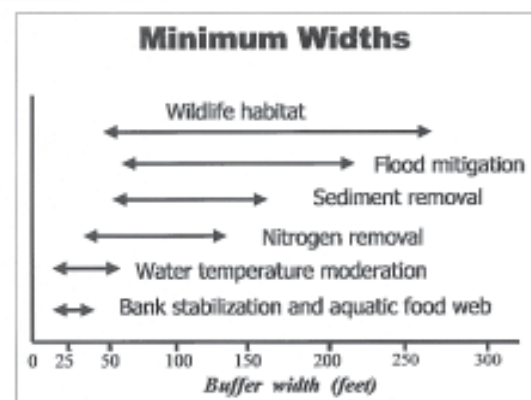 Minimum Widths
Wildlife habitat
Flood mitigation
Sediment removal
Nitrogen removal
Water temperature moderation
Bank stabilization and aquatic food web
0 25 50 100 150 200 250 300
Buffer width (feet)